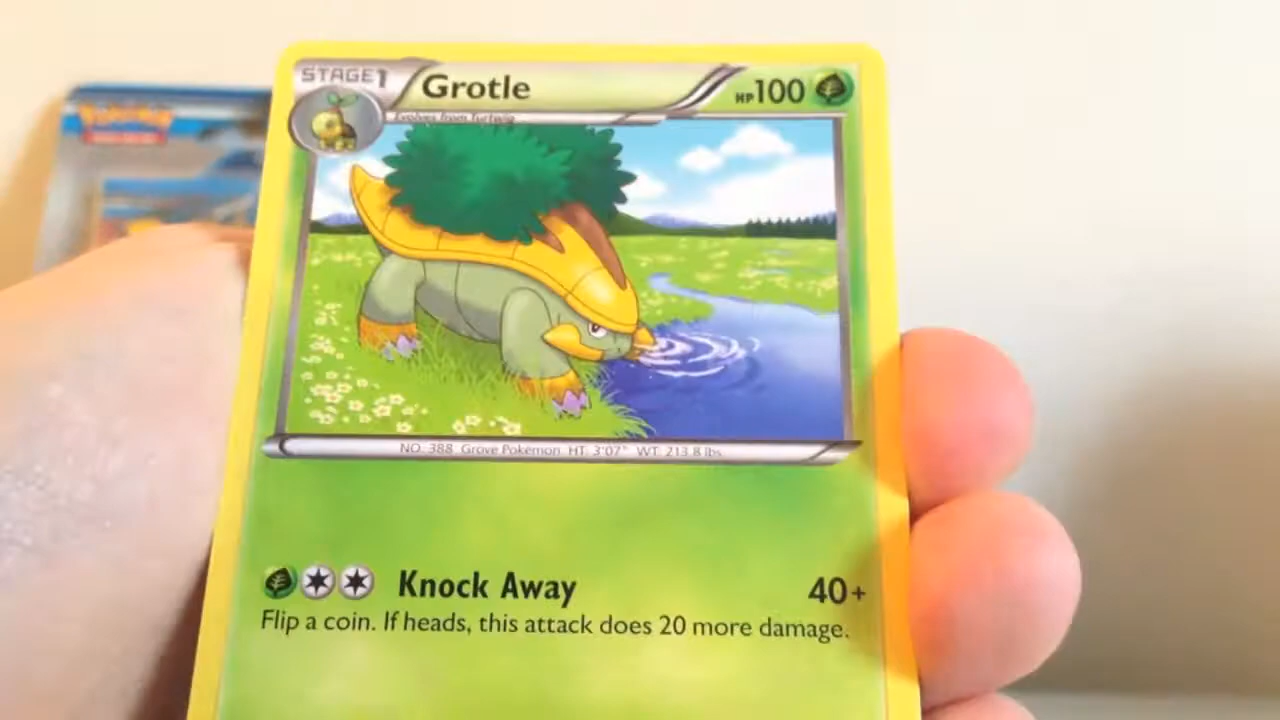 Pokémon
STAGE1
Grotle
HP100
Evolves from Turtwig
NO. 388 Grove Pokémon HT. 3'07" WT. 213.8 lbs.
Knock Away
40+
Flip a coin. If heads, this attack does 20 more damage.